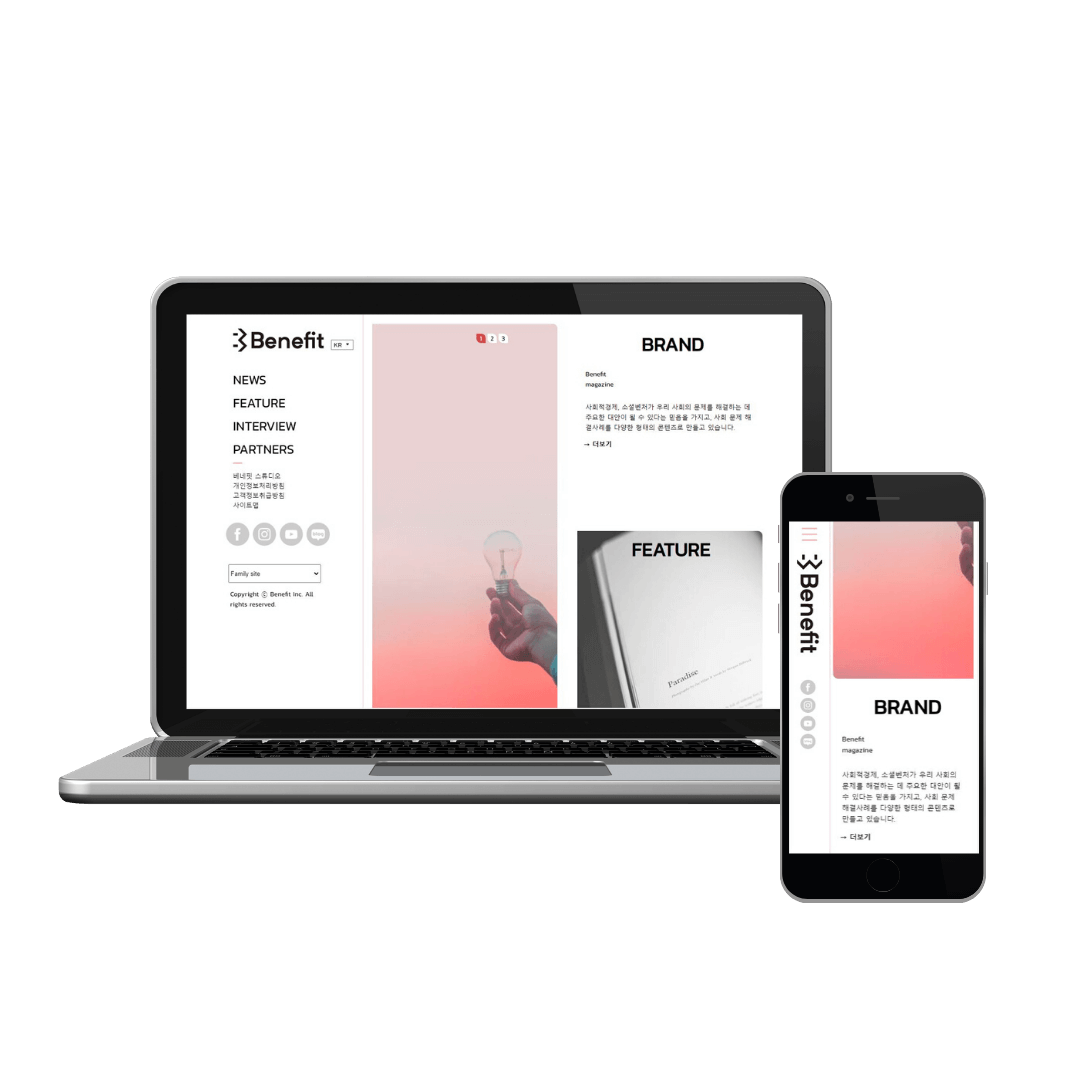 Benefit
KR
NEWS
FEATURE
INTERVIEW
PARTNERS
베네핏 스튜디오
개인정보처리방침
고객정보취급방침
사이트맵
Family site
Copyright ⓒ Benefit Inc. All
rights reserved.
1 2 3
BRAND
Benefit
magazine
사회적경제, 소셜벤처가 우리 사회의 문제를 해결하는 데
주요한 대안이 될 수 있다는 믿음을 가지고, 사회 문제 해
결사례를 다양한 형태의 콘텐츠로 만들고 있습니다.
→ 더보기
FEATURE
Paradise
Benefit
BRAND
Benefit
magazine
사회적경제, 소셜벤처가 우리 사회의
문제를 해결하는 데 주요한 대안이 될
수 있다는 믿음을 가지고, 사회 문제
해결사례를 다양한 형태의 콘텐츠로
만들고 있습니다.
→ 더보기